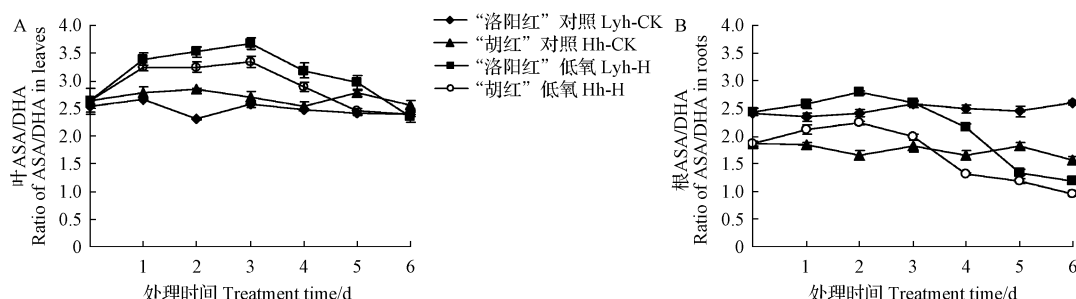 A
叶ASA/DHA
Ratio of ASA/DHA in leaves
4.0
3.5
3.0
2.5
2.0
1.5
1.0
0.5
0
1 2 3 4 5 6
处理时间 Treatment time/d
“洛阳红”对照 Lyh-CK
“胡红”对照 Hh-CK
“洛阳红”低氧 Lyh-H
“胡红”低氧 Hh-H
B
根ASA/DHA
Ratio of ASA/DHA in roots
4.0
3.5
3.0
2.5
2.0
1.5
1.0
0.5
0
1 2 3 4 5 6
处理时间 Treatment time/d